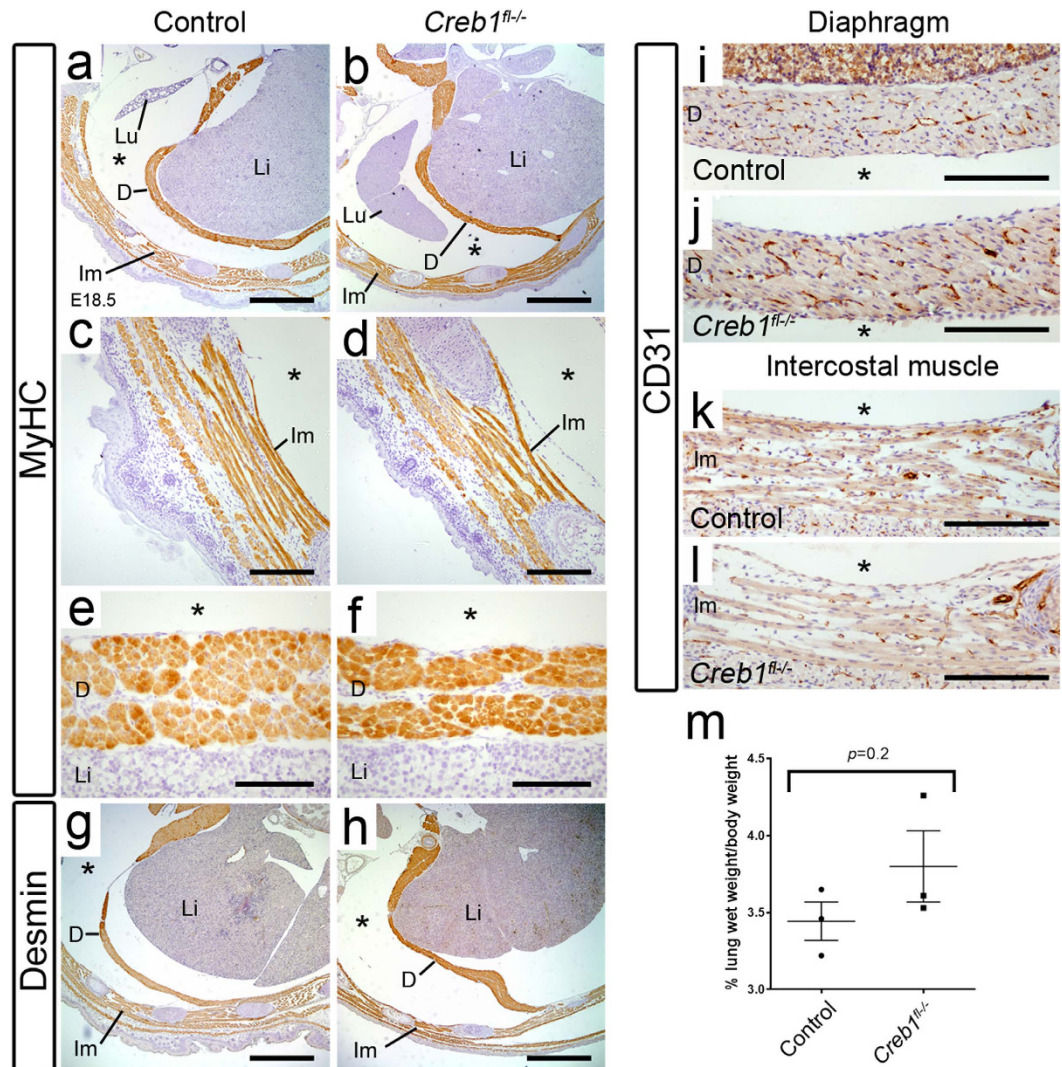 Control
Creb1fl-/-
Diaphragm
MyHC
a
Lu
*
D
Li
Im
E18.5
b
Li
Lu
D
*
Im
c
*
Im
d
*
Im
e
*
D
Li
f
*
D
Li
Desmin
g
*
Li
D
Im
h
*
Li
D
Im
CD31
i
D
Control
*
j
D
Creb1fl-/-
*
Intercostal muscle
k
*
Im
Control
l
*
Im
Creb1fl-/-
m
p=0.2
% lung wet weight/body weight
4.5
4.0
3.5
3.0
Control
Creb1fl-/-